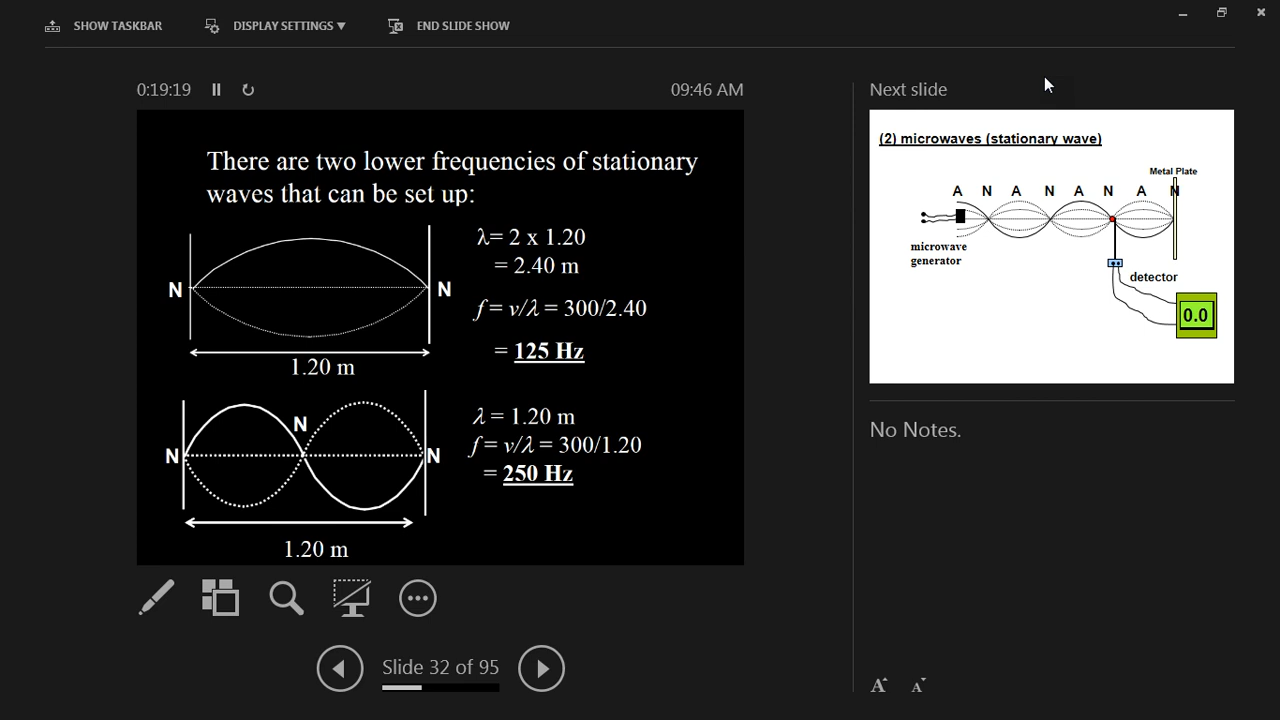 SHOW TASKBAR
DISPLAY SETTINGS ▼
END SLIDE SHOW
0:19:19
09:46 AM
There are two lower frequencies of stationary
waves that can be set up:
N
N
1.20 m
λ= 2 x 1.20
= 2.40 m
f = v/λ = 300/2.40
= 125 Hz
N
N
N
1.20 m
λ = 1.20 m
f = v/λ = 300/1.20
= 250 Hz
Slide 32 of 95
Next slide
(2) microwaves (stationary wave)
Metal Plate
A N A N A N A N
microwave
generator
detector
0.0
No Notes.
A A